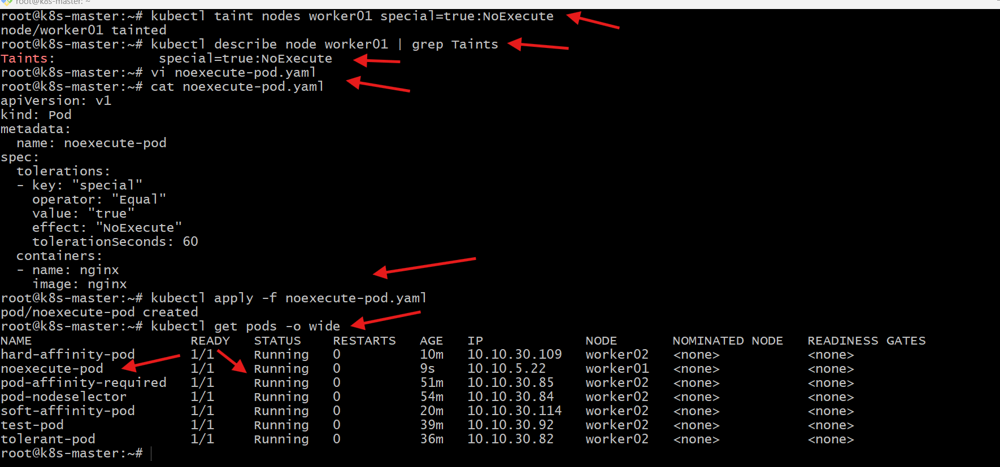 root@k8s-master: ~
root@k8s-master:~# kubectl taint nodes worker01 special=true:NoExecute
node/worker01 tainted
root@k8s-master:~# kubectl describe node worker01 | grep Taints
Taints:             special=true:NoExecute
root@k8s-master:~# vi noexecute-pod.yaml
root@k8s-master:~# cat noexecute-pod.yaml
apiVersion: v1
kind: Pod
metadata:
  name: noexecute-pod
spec:
  tolerations:
  - key: "special"
    operator: "Equal"
    value: "true"
    effect: "NoExecute"
    tolerationSeconds: 60
  containers:
  - name: nginx
    image: nginx
root@k8s-master:~# kubectl apply -f noexecute-pod.yaml
pod/noexecute-pod created
root@k8s-master:~# kubectl get pods -o wide
NAME                    READY   STATUS    RESTARTS   AGE   IP             NODE       NOMINATED NODE   READINESS GATES
hard-affinity-pod       1/1     Running   0          10m   10.10.30.109   worker02   <none>           <none>
noexecute-pod           1/1     Running   0          9s    10.10.5.22     worker01   <none>           <none>
pod-affinity-required   1/1     Running   0          51m   10.10.30.85    worker02   <none>           <none>
pod-nodeselector        1/1     Running   0          54m   10.10.30.84    worker02   <none>           <none>
soft-affinity-pod       1/1     Running   0          20m   10.10.30.114   worker02   <none>           <none>
test-pod                1/1     Running   0          39m   10.10.30.92    worker02   <none>           <none>
tolerant-pod            1/1     Running   0          36m   10.10.30.82    worker02   <none>           <none>
root@k8s-master:~#